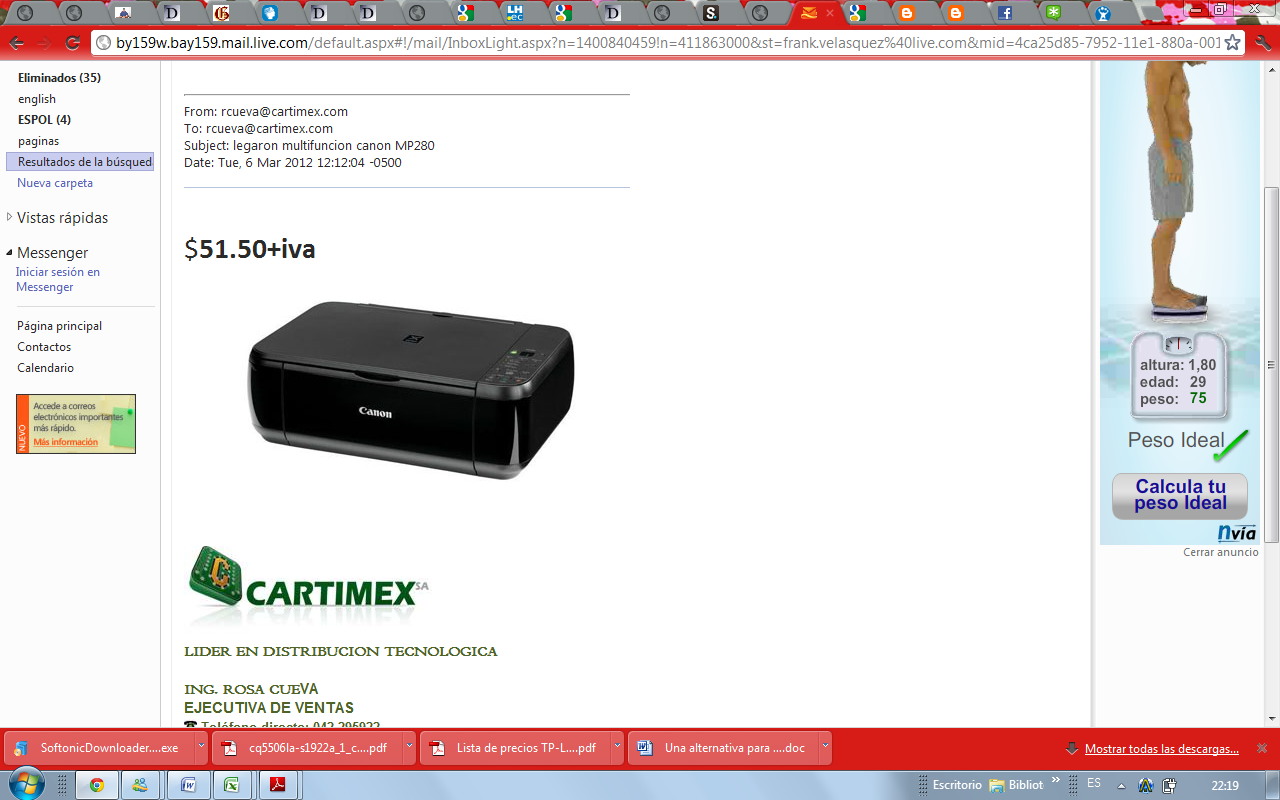 by159w.bay159.mail.live.com/default.aspx#!/mail/InboxLight.aspx?n=1400840459!n=411863000&st=frank.velasquez%40live.com&mid=4ca25d85-7952-11e1-880a-001
Eliminados (35)
english
ESPOL (4)
paginas
Resultados de la búsqued
Nueva carpeta
Vistas rápidas
Messenger
Iniciar sesión en
Messenger
Página principal
Contactos
Calendario
NUEVO
Accede a correos
electrónicos importantes
más rápido.
Más información
From: rcueva@cartimex.com
To: rcueva@cartimex.com
Subject: legaron multifuncion canon MP280
Date: Tue, 6 Mar 2012 12:12:04 -0500
$51.50+iva
Canon
CARTIMEX SA
LIDER EN DISTRIBUCION TECNOLOGICA
ING. ROSA CUEVA
EJECUTIVA DE VENTAS
Teléfono directo: 042 295922
altura: 1,80
edad: 29
peso: 75
Peso Ideal
Calcula tu
peso Ideal
nvía
Cerrar anuncio
SoftonicDownloader....exe
cq5506la-s1922a_1_c....pdf
Lista de precios TP-L....pdf
Una alternativa para ....doc
Mostrar todas las descargas...
Escritorio
Bibliot
ES
22:19